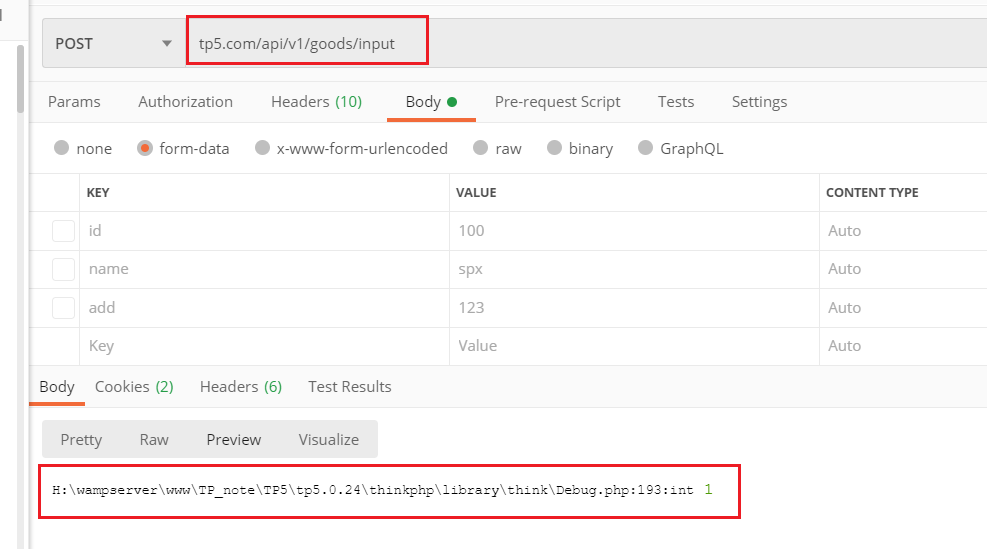 POST tp5.com/api/v1/goods/input
Params Authorization Headers (10) Body Pre-request Script Tests Settings
none form-data x-www-form-urlencoded raw binary GraphQL
KEY VALUE CONTENT TYPE
id 100 Auto
name spx Auto
add 123 Auto
Key Value Auto
Body Cookies (2) Headers (6) Test Results
Pretty Raw Preview Visualize
H:\wampserver\www\TP_note\TP5\tp5.0.24\thinkphp\library\think\Debug.php:193:int 1